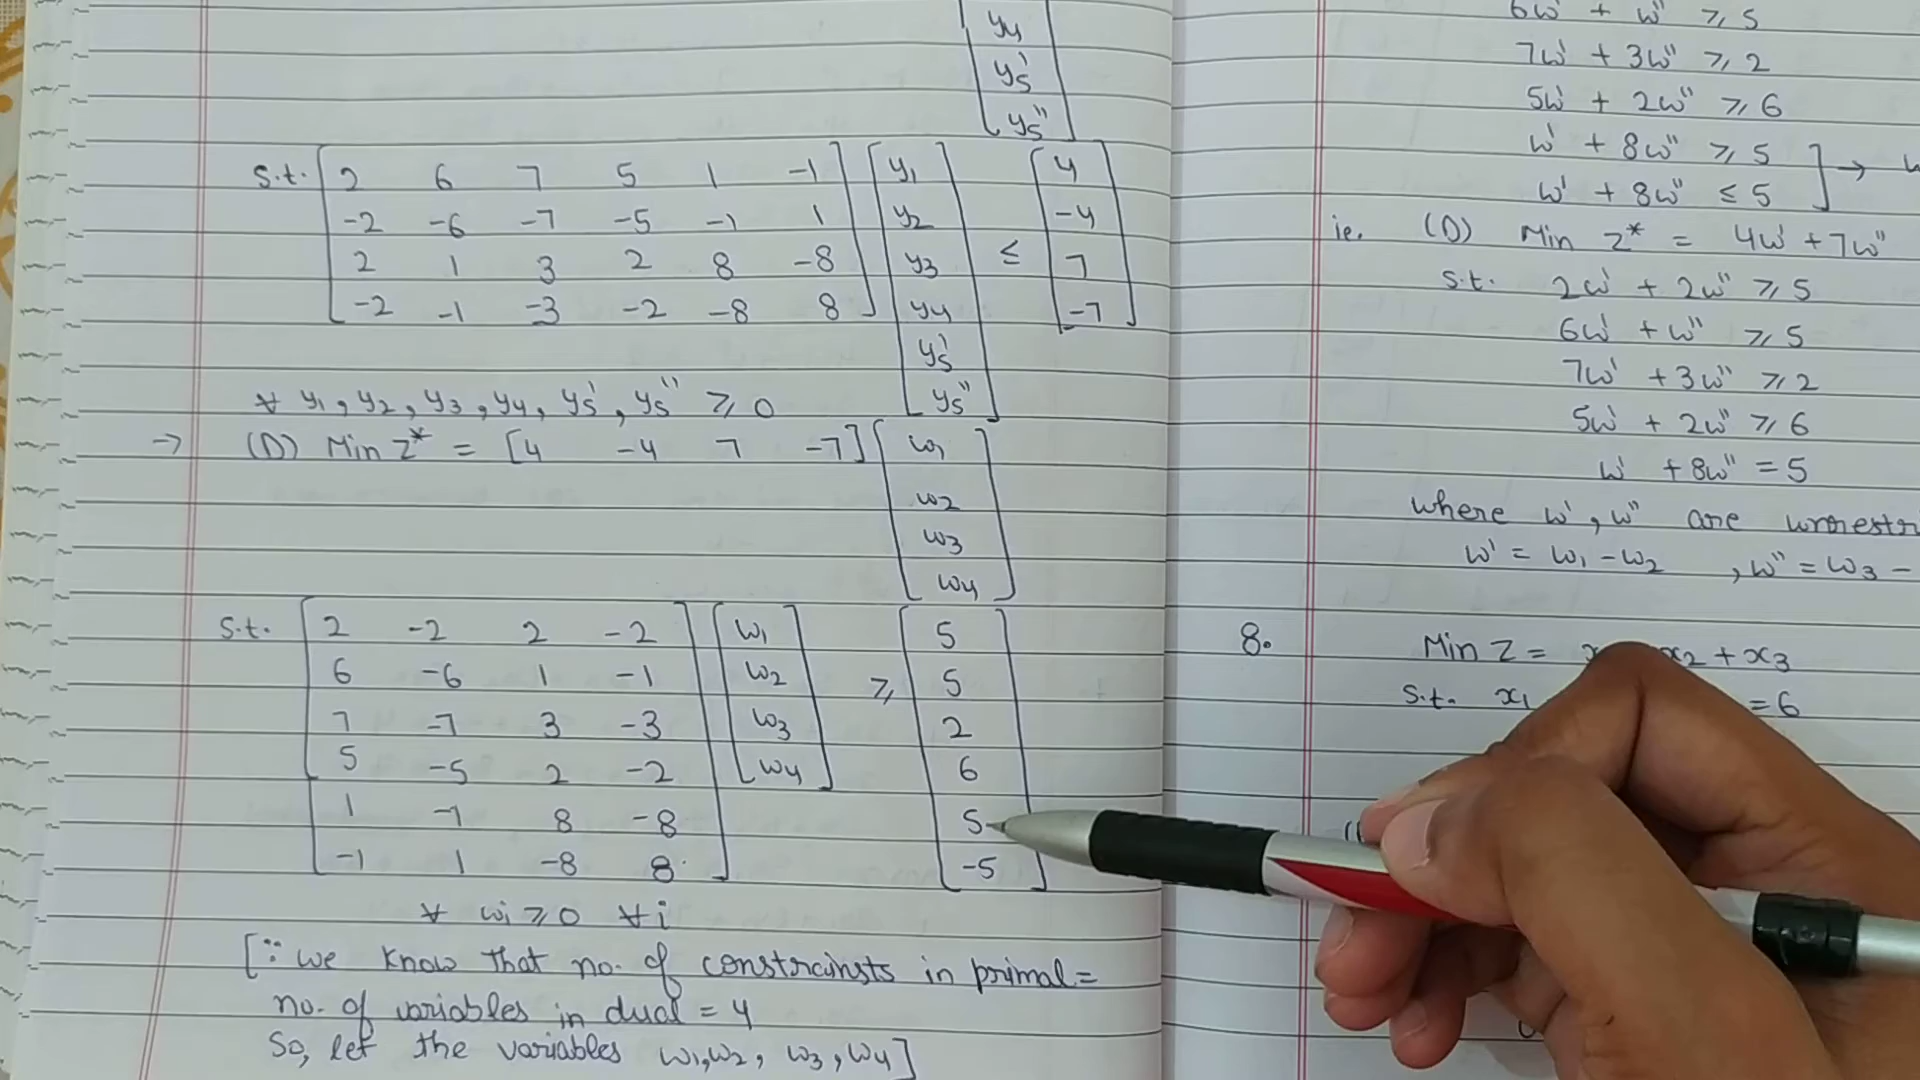 y4
y5'
y5''
s.t. [2 6 7 5 1 -1] [y1] [4]
-2 -6 -7 -5 -1 1 y2 -4
2 1 3 2 8 -8 y3 ≤ 7
-2 -1 -3 -2 -8 8 y4 -7
y5'
∀ y1, y2, y3, y4, y5', y5'' ≥ 0 y5''
→ (D) Min Z* = [4 -4 7 -7] [w1
w2
w3
w4]
s.t. [2 -2 2 -2] [w1] [5]
6 -6 1 -1 w2 ≥ 5
7 -7 3 -3 w3 2
5 -5 2 -2 w4 6
1 -1 8 -8 5
-1 1 -8 8 -5
∀ wi ≥ 0 ∀ i
[∵ we know that no. of constrainsts in primal =
no. of variables in dual = 4
So, let the variables w1, w2, w3, w4]
6w' + w'' ≥ 5
7w' + 3w'' ≥ 2
5w' + 2w'' ≥ 6
w' + 8w'' ≥ 5 ] →
w' + 8w'' ≤ 5
ie. (D) Min Z* = 4w' + 7w''
s.t. 2w' + 2w'' ≥ 5
6w' + w'' ≥ 5
7w' + 3w'' ≥ 2
5w' + 2w'' ≥ 6
w' + 8w'' = 5
where w', w'' are
w' = w1 - w2 , w'' = w3 -
8. Min Z = x2 + x3
s.t. x1 = 6